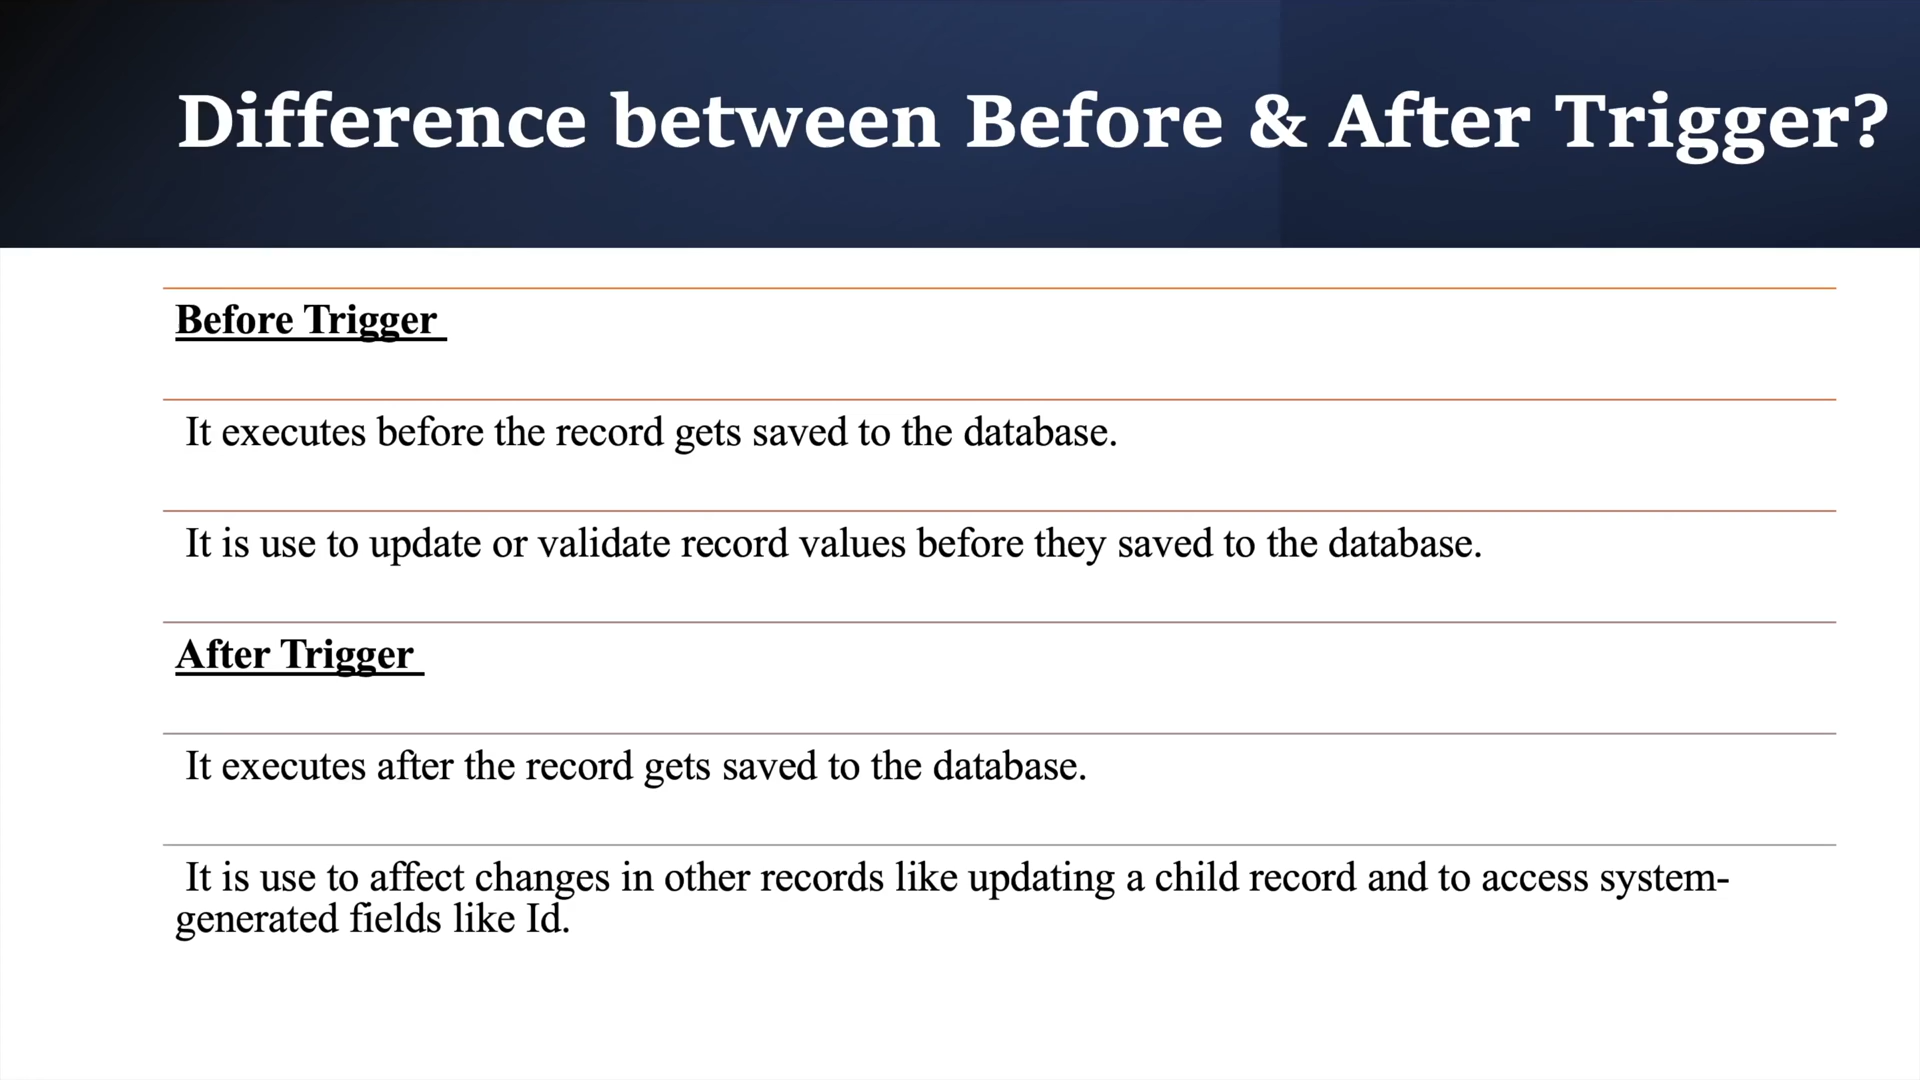 Difference between Before & After Trigger?
Before Trigger
It executes before the record gets saved to the database.
It is use to update or validate record values before they saved to the database.
After Trigger
It executes after the record gets saved to the database.
It is use to affect changes in other records like updating a child record and to access system-
generated fields like Id.